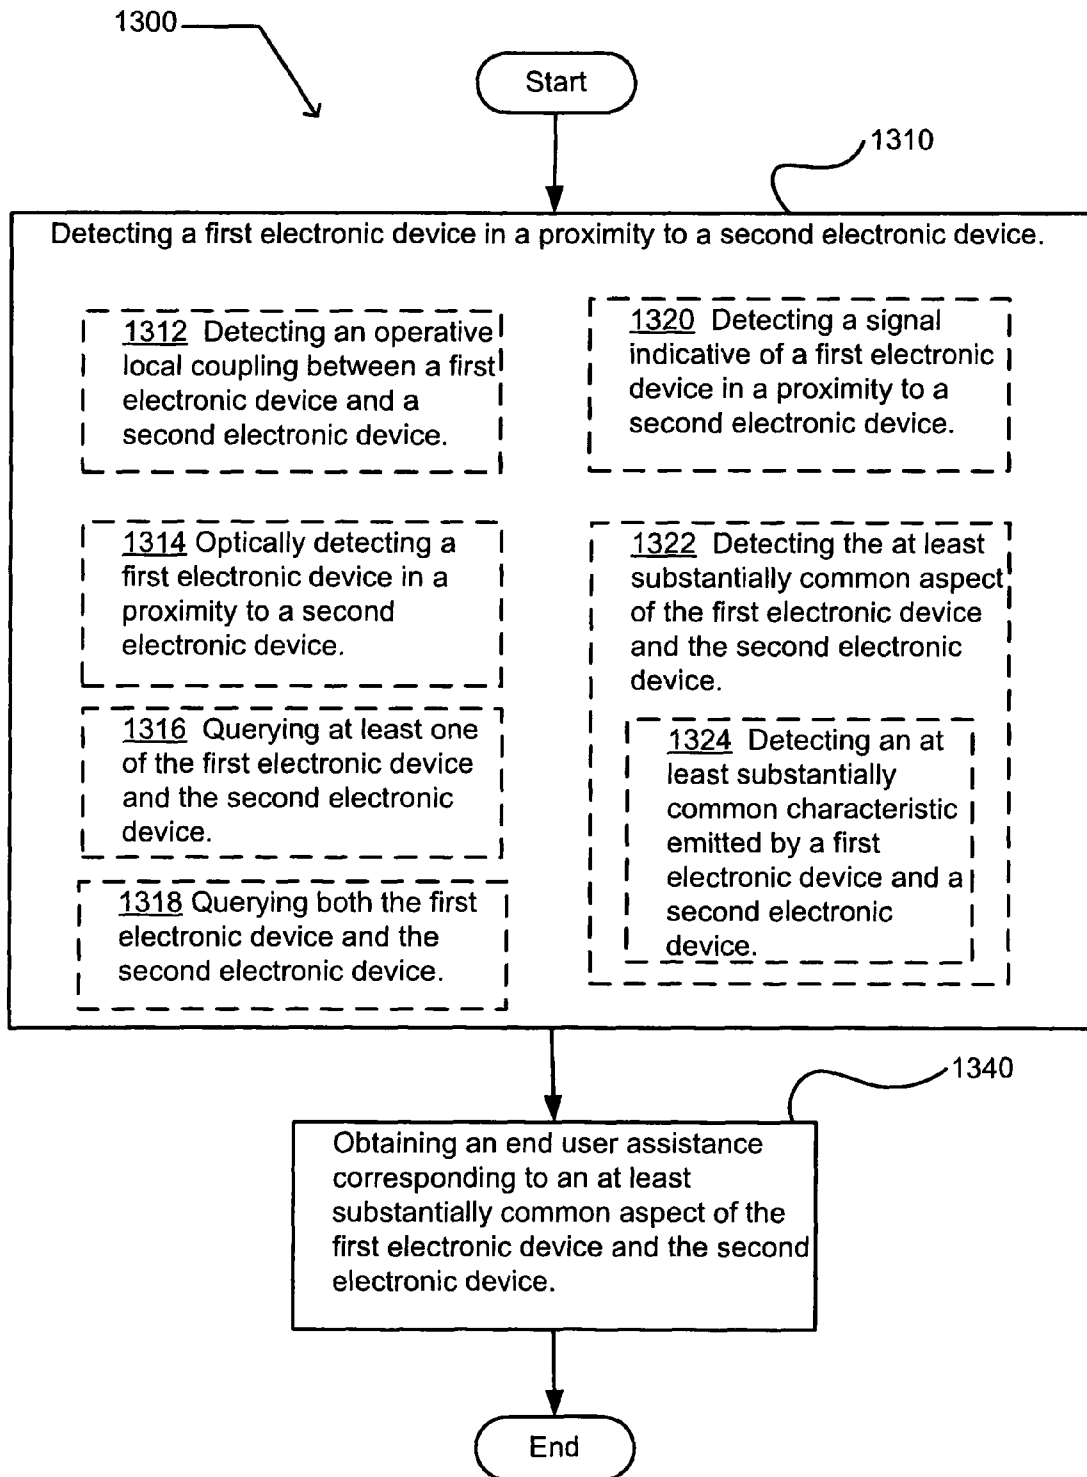 1300
Start
1310
Detecting a first electronic device in a proximity to a second electronic device.
1312 Detecting an operative
local coupling between a first
electronic device and a
second electronic device.
1314 Optically detecting a
first electronic device in a
proximity to a second
electronic device.
1316 Querying at least one
of the first electronic device
and the second electronic
device.
1318 Querying both the first
electronic device and the
second electronic device.
1320 Detecting a signal
indicative of a first electronic
device in a proximity to a
second electronic device.
1322 Detecting the at least
substantially common aspect
of the first electronic device
and the second electronic
device.
1324 Detecting an at
least substantially
common characteristic
emitted by a first
electronic device and a
second electronic
device.
1340
Obtaining an end user assistance
corresponding to an at least
substantially common aspect of the
first electronic device and the second
electronic device.
End